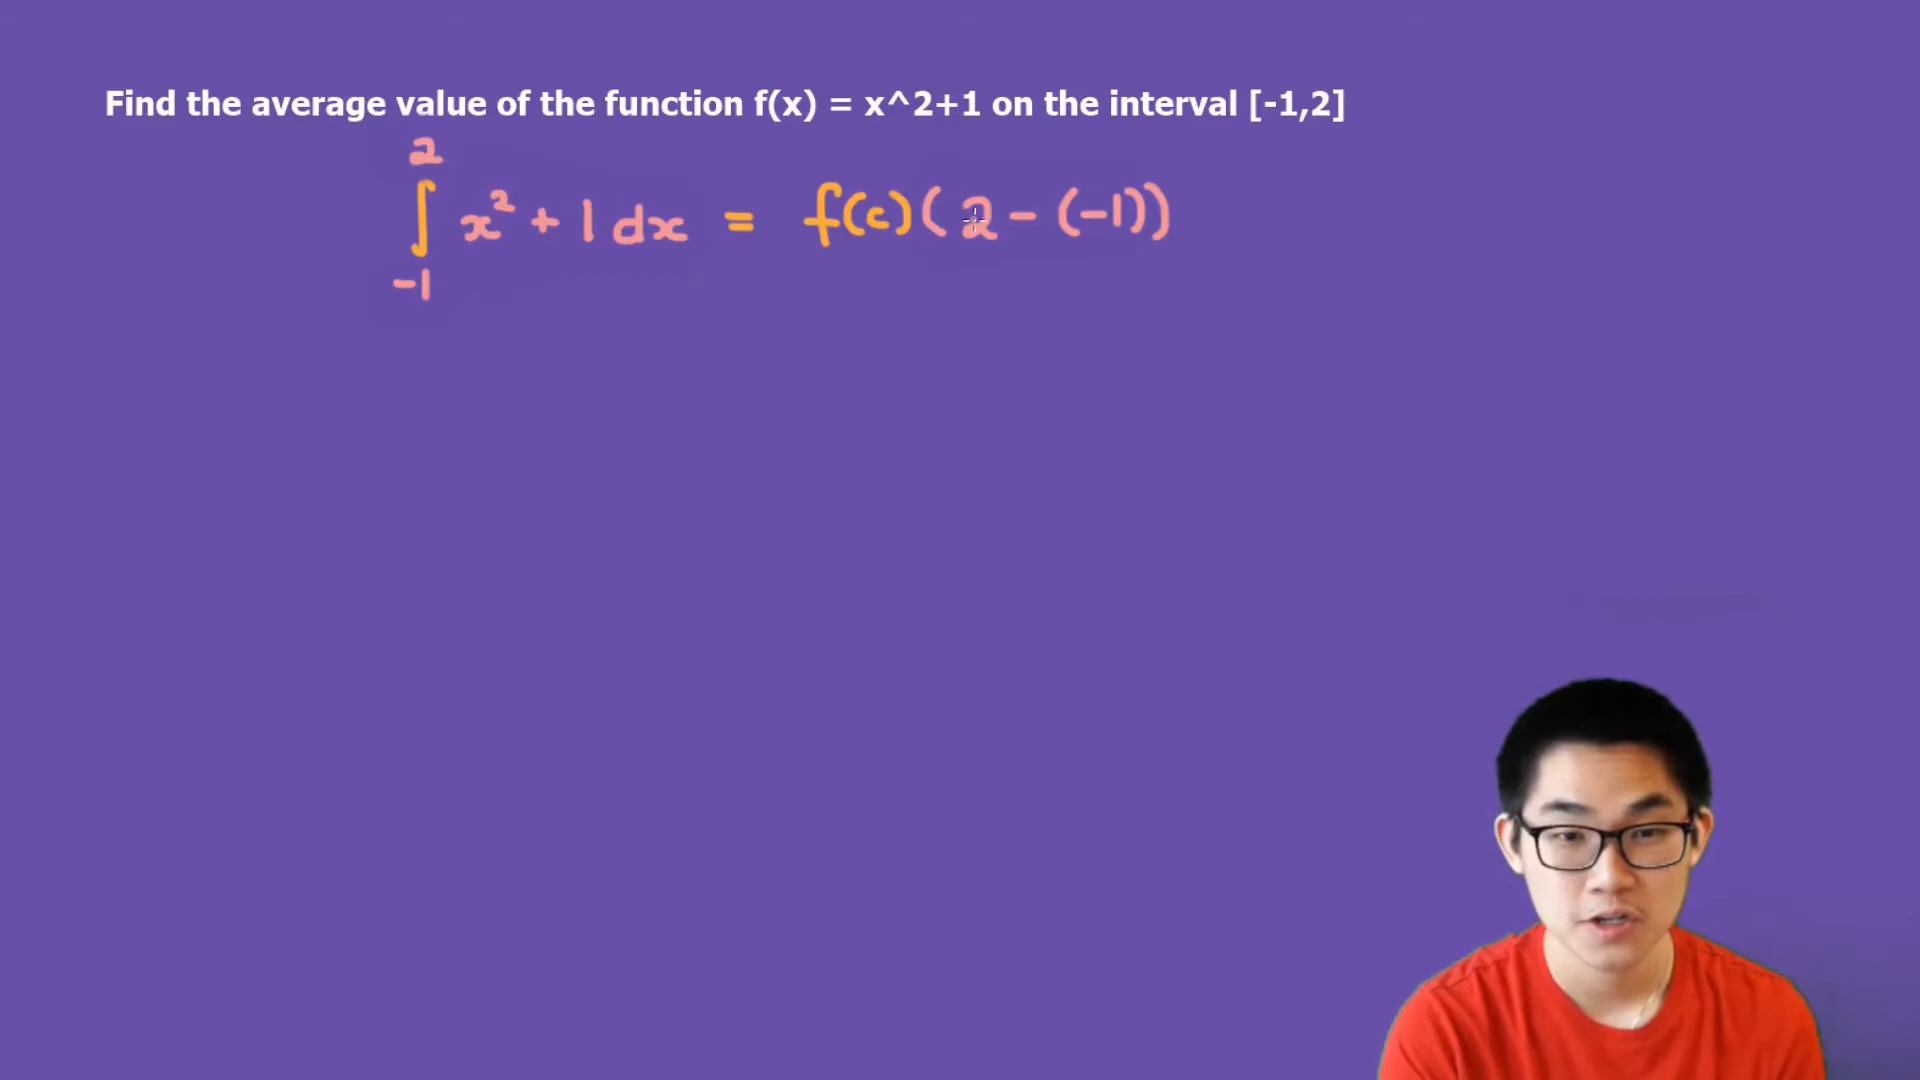 Find the average value of the function f(x) = x^2+1 on the interval [-1,2]
2
∫ x² + 1 dx = f(c)(2 - (-1))
-1